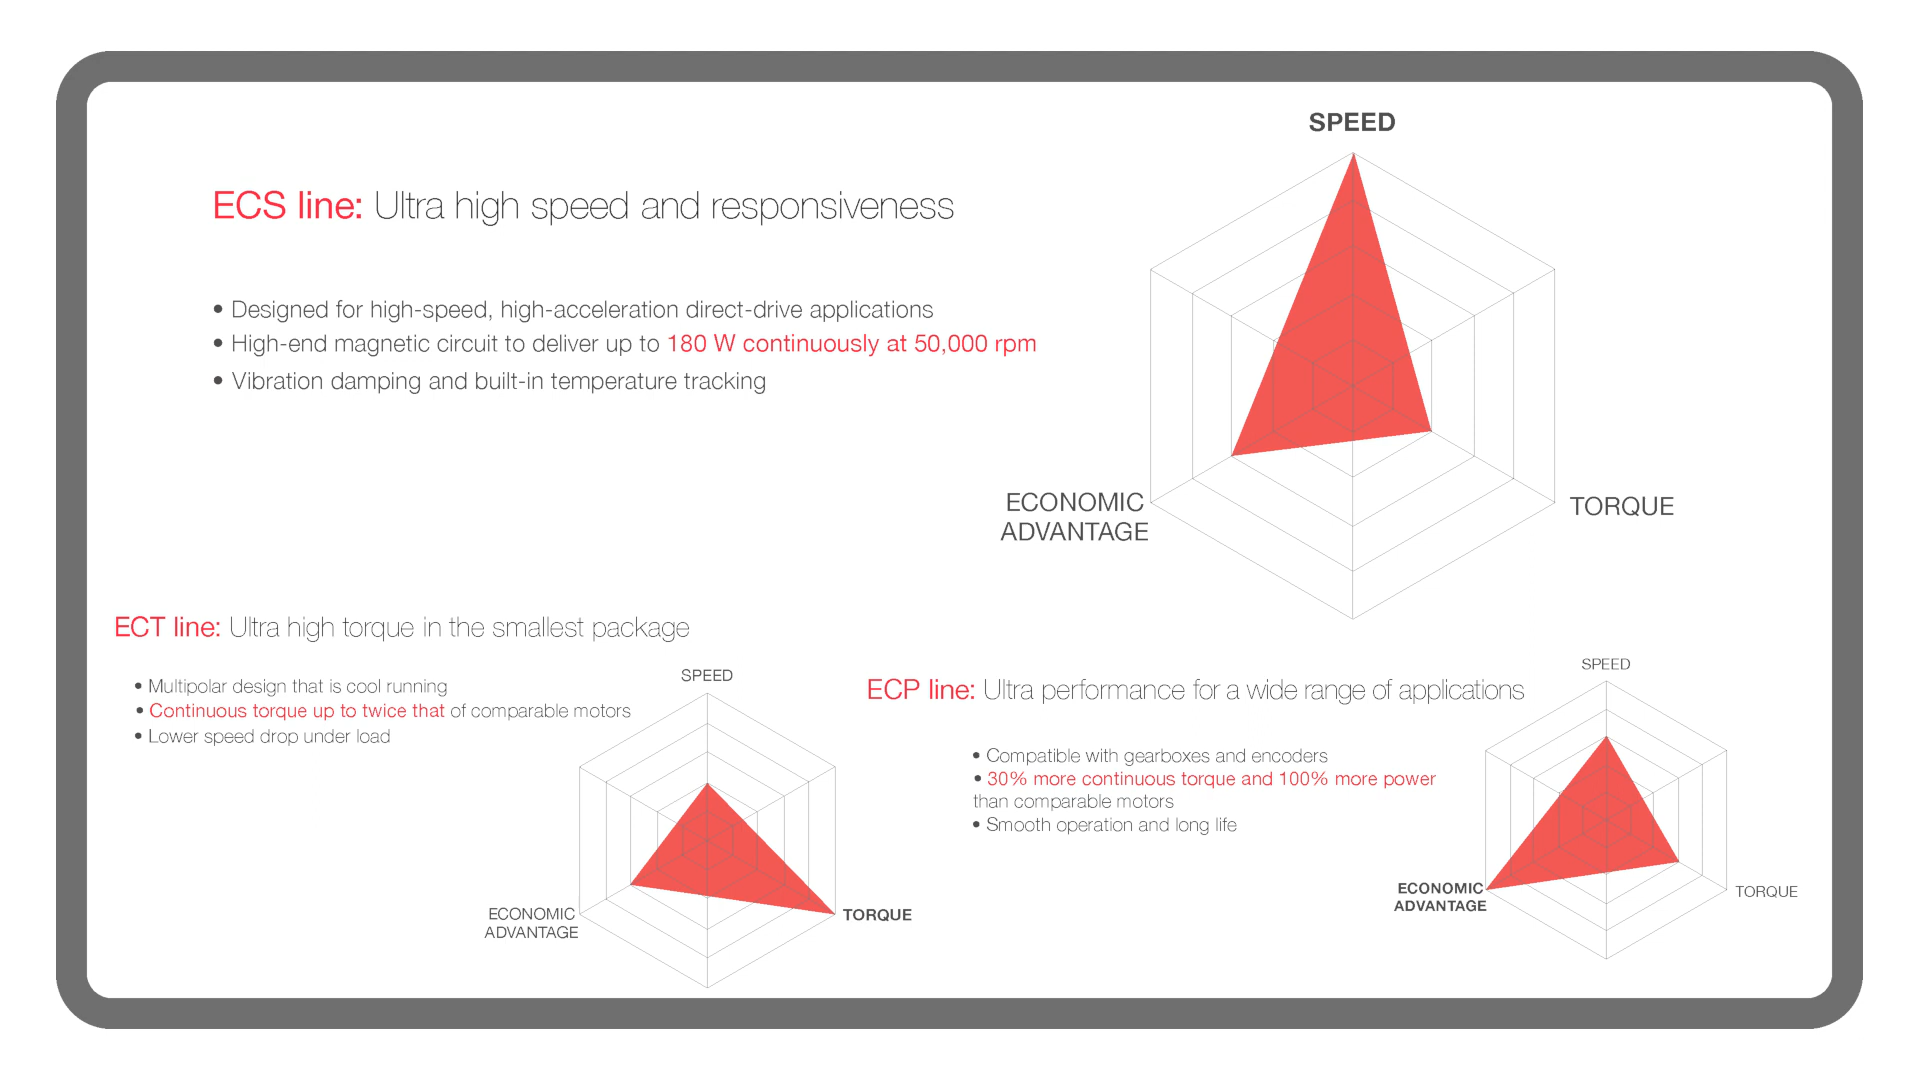 SPEED
ECS line: Ultra high speed and responsiveness
• Designed for high-speed, high-acceleration direct-drive applications
• High-end magnetic circuit to deliver up to 180 W continuously at 50,000 rpm
• Vibration damping and built-in temperature tracking
ECONOMIC
ADVANTAGE
TORQUE
ECT line: Ultra high torque in the smallest package
• Multipolar design that is cool running
• Continuous torque up to twice that of comparable motors
• Lower speed drop under load
SPEED
ECONOMIC
ADVANTAGE
TORQUE
ECP line: Ultra performance for a wide range of applications
• Compatible with gearboxes and encoders
• 30% more continuous torque and 100% more power
than comparable motors
• Smooth operation and long life
SPEED
ECONOMIC
ADVANTAGE
TORQUE